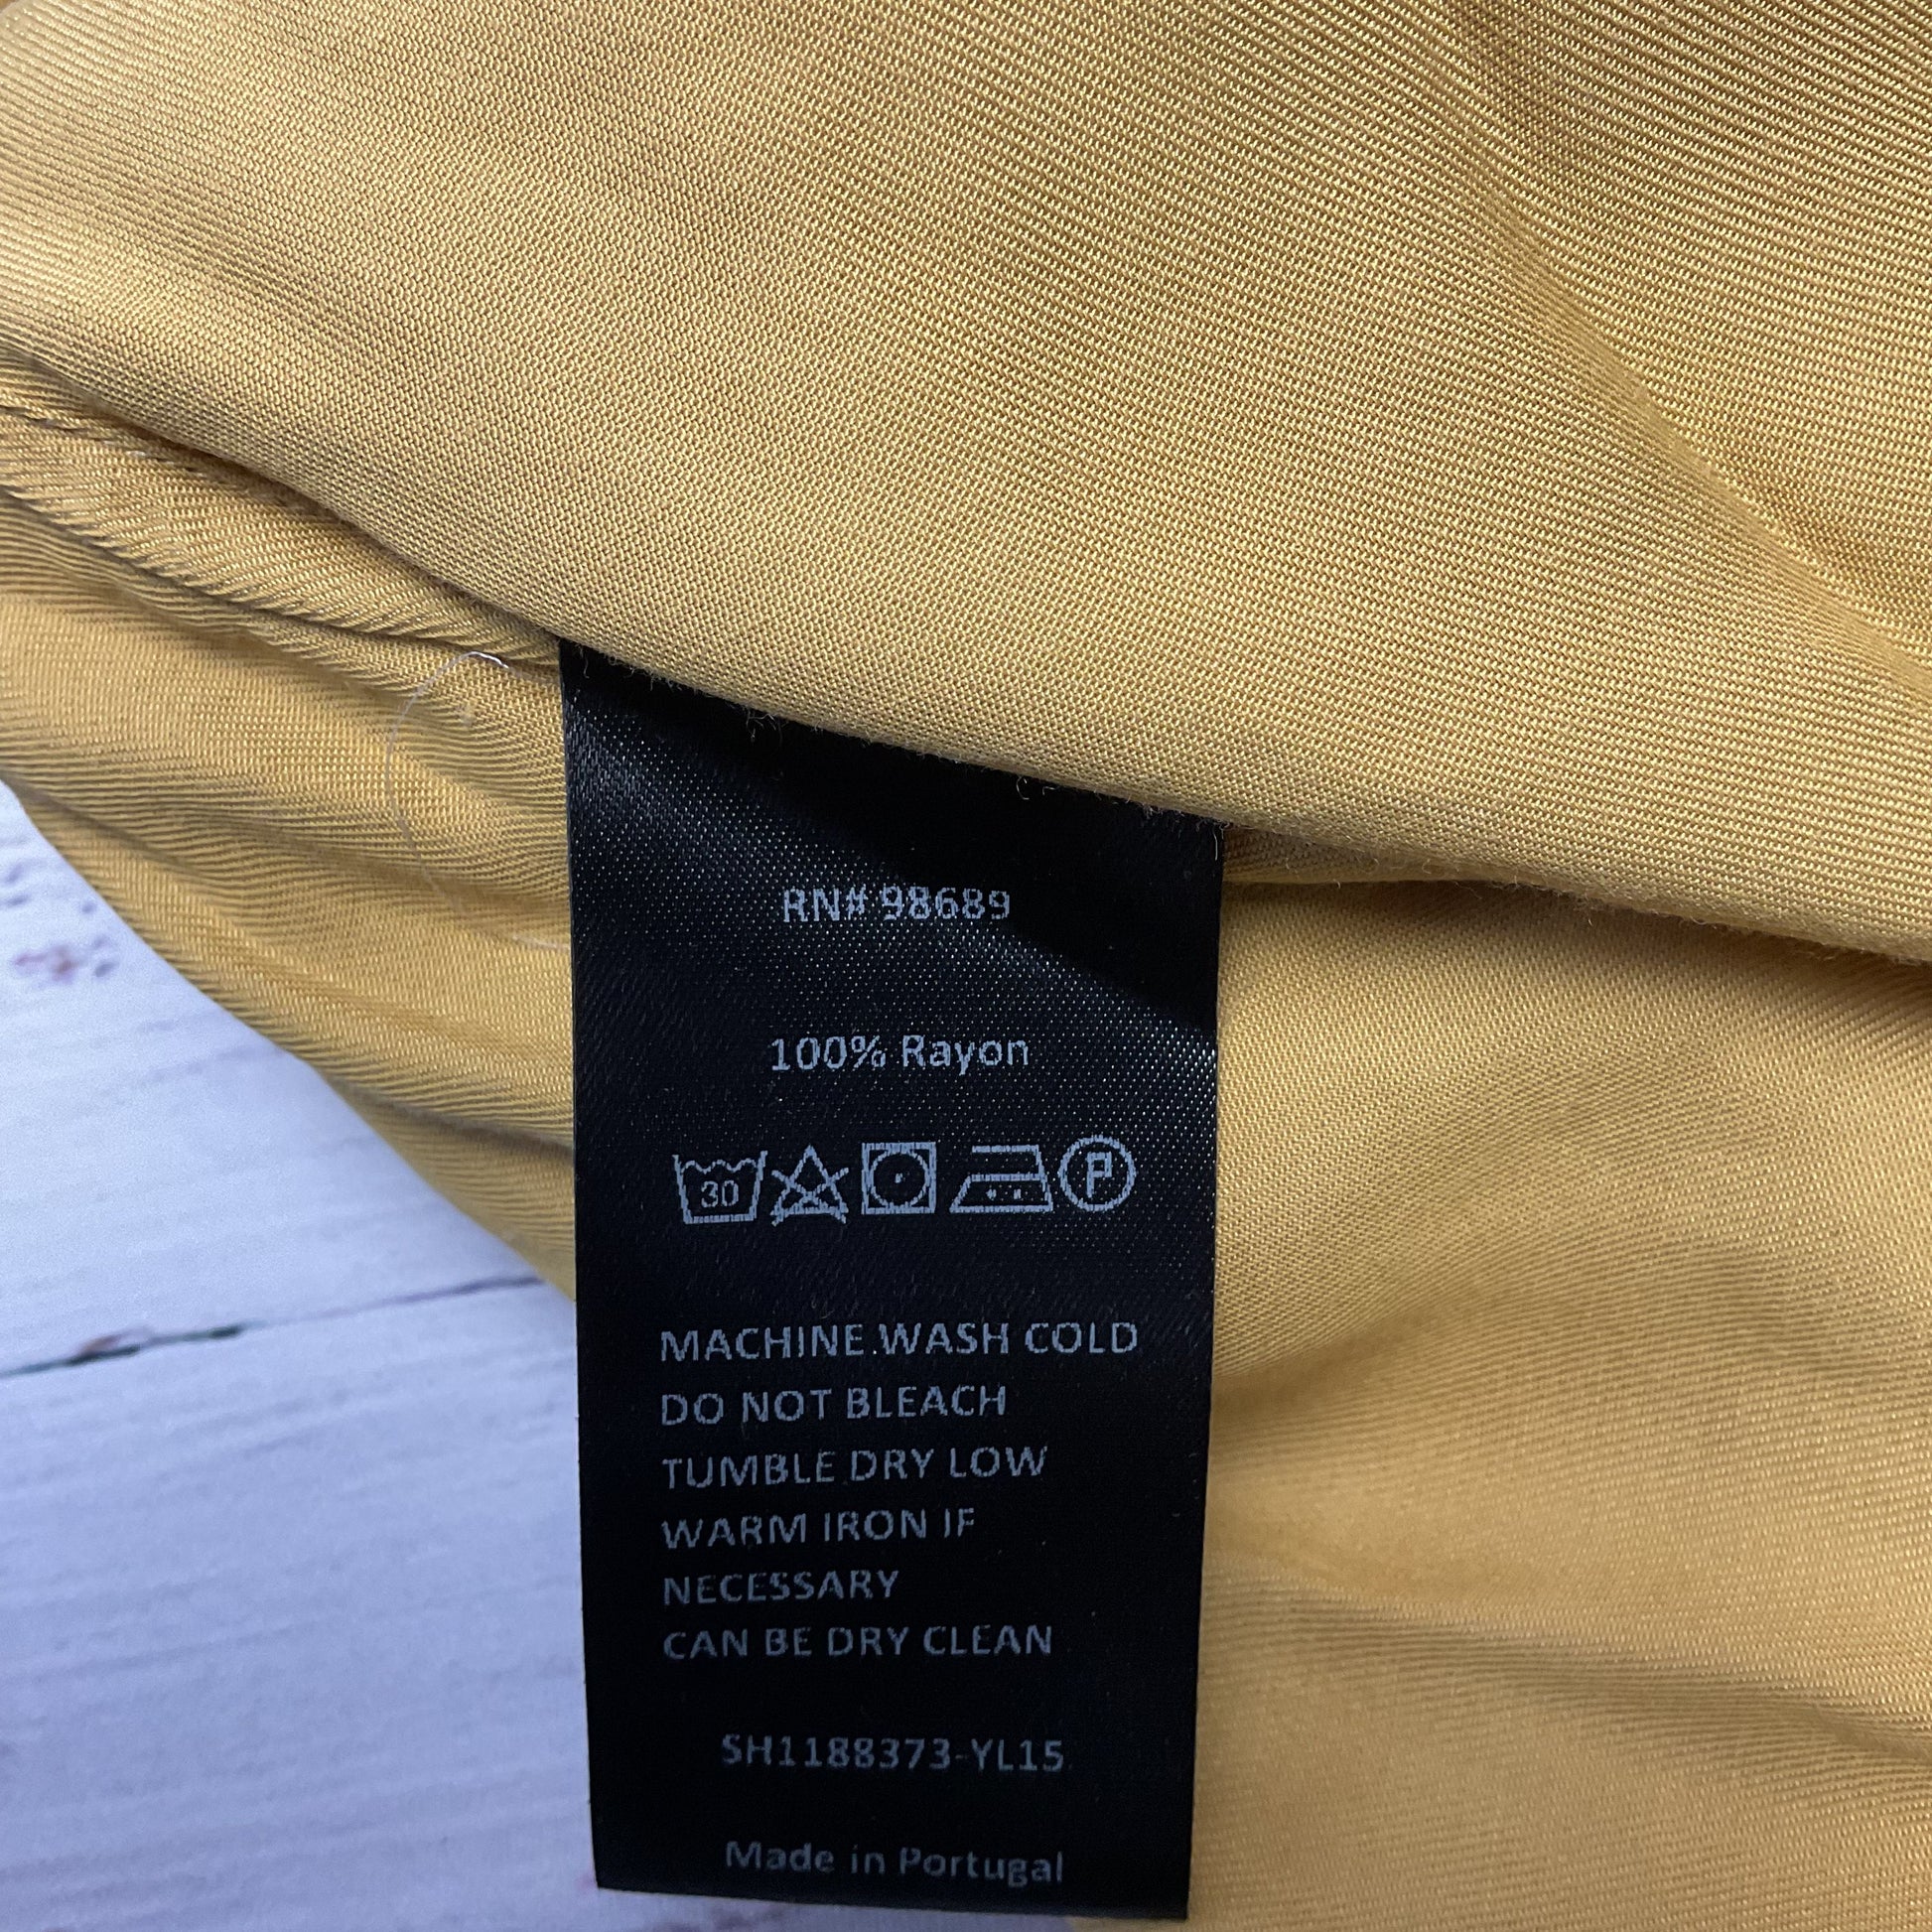 RN# 98689
100% Rayon
30 P
MACHINE WASH COLD
DO NOT BLEACH
TUMBLE DRY LOW
WARM IRON IF
NECESSARY
CAN BE DRY CLEAN
SH1188373-YL15
Made in Portugal